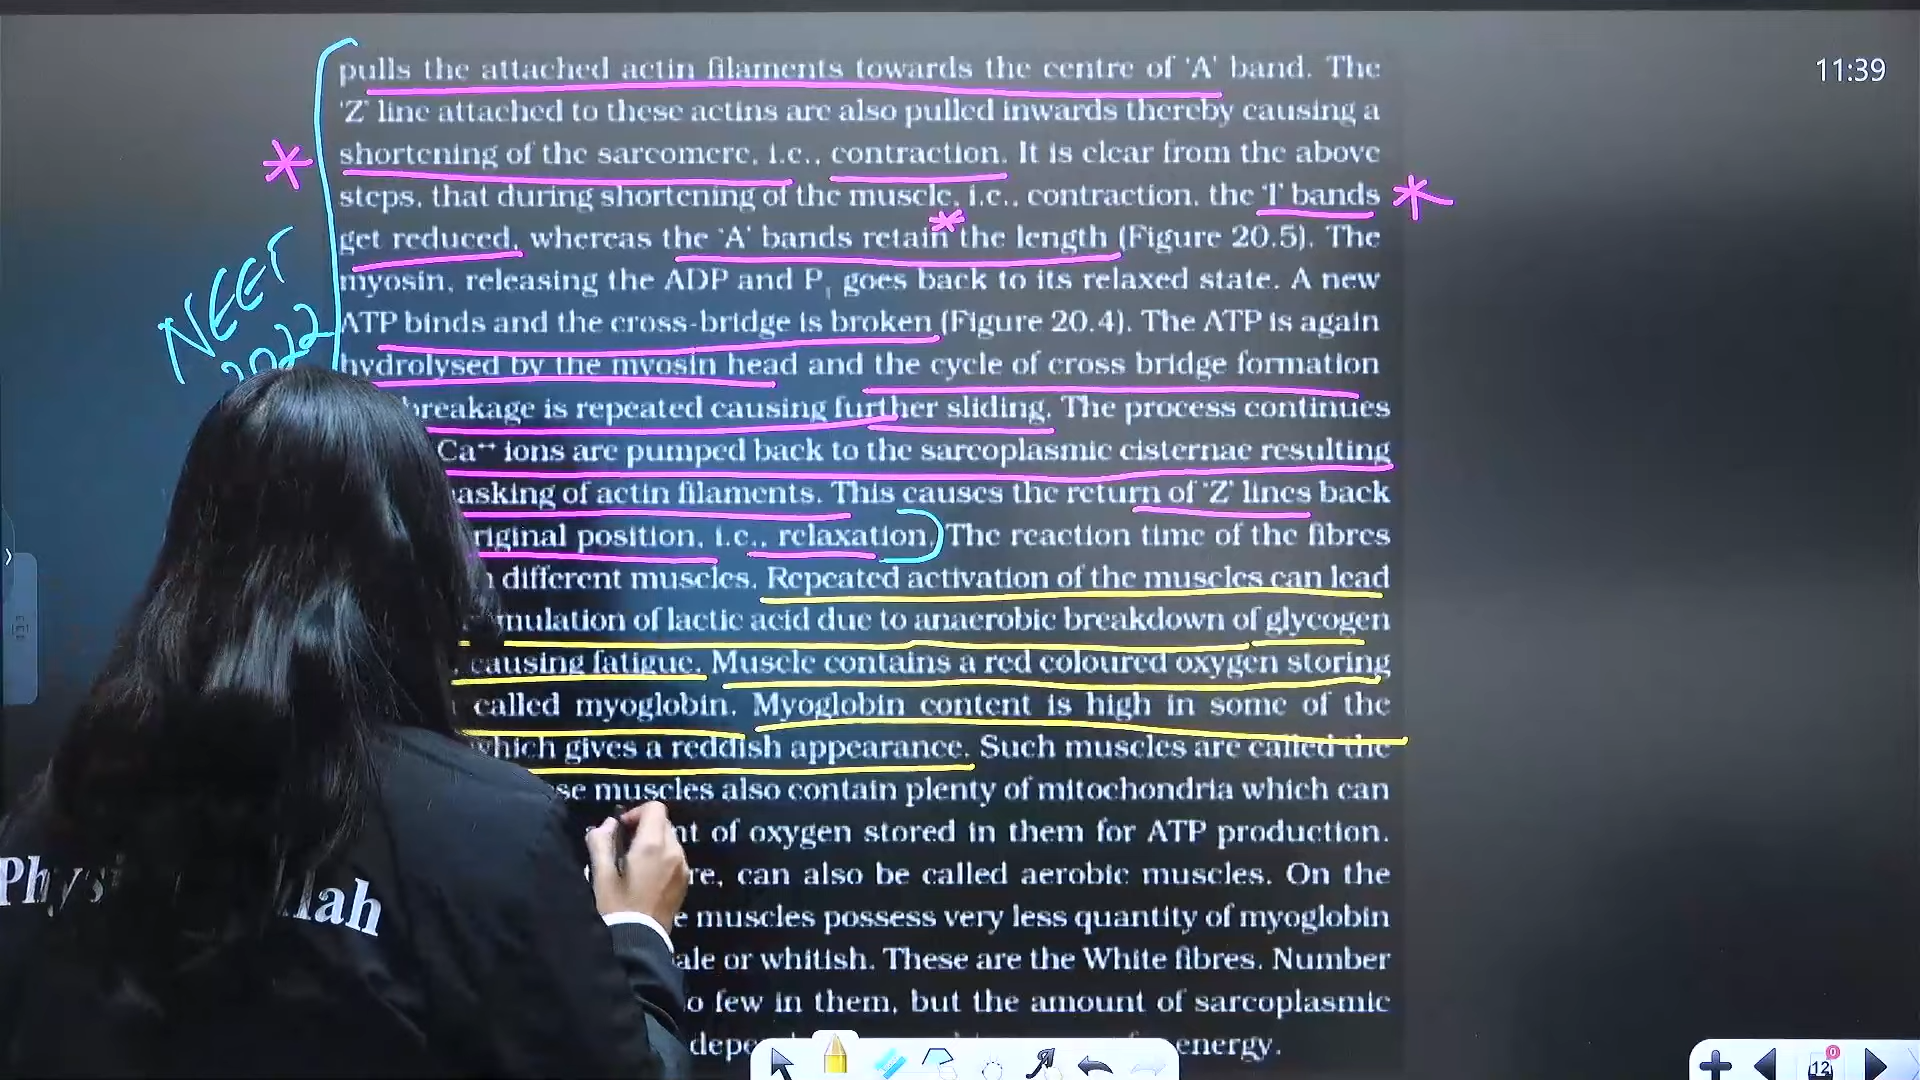 11:39
pulls the attached actin filaments towards the centre of 'A' band. The
'Z' line attached to these actins are also pulled inwards thereby causing a
shortening of the sarcomere, i.e., contraction. It is clear from the above
steps, that during shortening of the muscle, i.e., contraction, the 'I' bands
get reduced, whereas the 'A' bands retain the length (Figure 20.5). The
myosin, releasing the ADP and Pi goes back to its relaxed state. A new
ATP binds and the cross-bridge is broken (Figure 20.4). The ATP is again
hydrolysed by the myosin head and the cycle of cross bridge formation
breakage is repeated causing further sliding. The process continues
Ca++ ions are pumped back to the sarcoplasmic cisternae resulting
asking of actin filaments. This causes the return of 'Z' lines back
riginal position, i.e., relaxation. The reaction time of the fibres
different muscles. Repeated activation of the muscles can lead
mulation of lactic acid due to anaerobic breakdown of glycogen
causing fatigue. Muscle contains a red coloured oxygen storing
called myoglobin. Myoglobin content is high in some of the
which gives a reddish appearance. Such muscles are called the
se muscles also contain plenty of mitochondria which can
nt of oxygen stored in them for ATP production.
re, can also be called aerobic muscles. On the
e muscles possess very less quantity of myoglobin
ale or whitish. These are the White fibres. Number
o few in them, but the amount of sarcoplasmic
depe energy.
NEET
2022
Physi lah
12
0